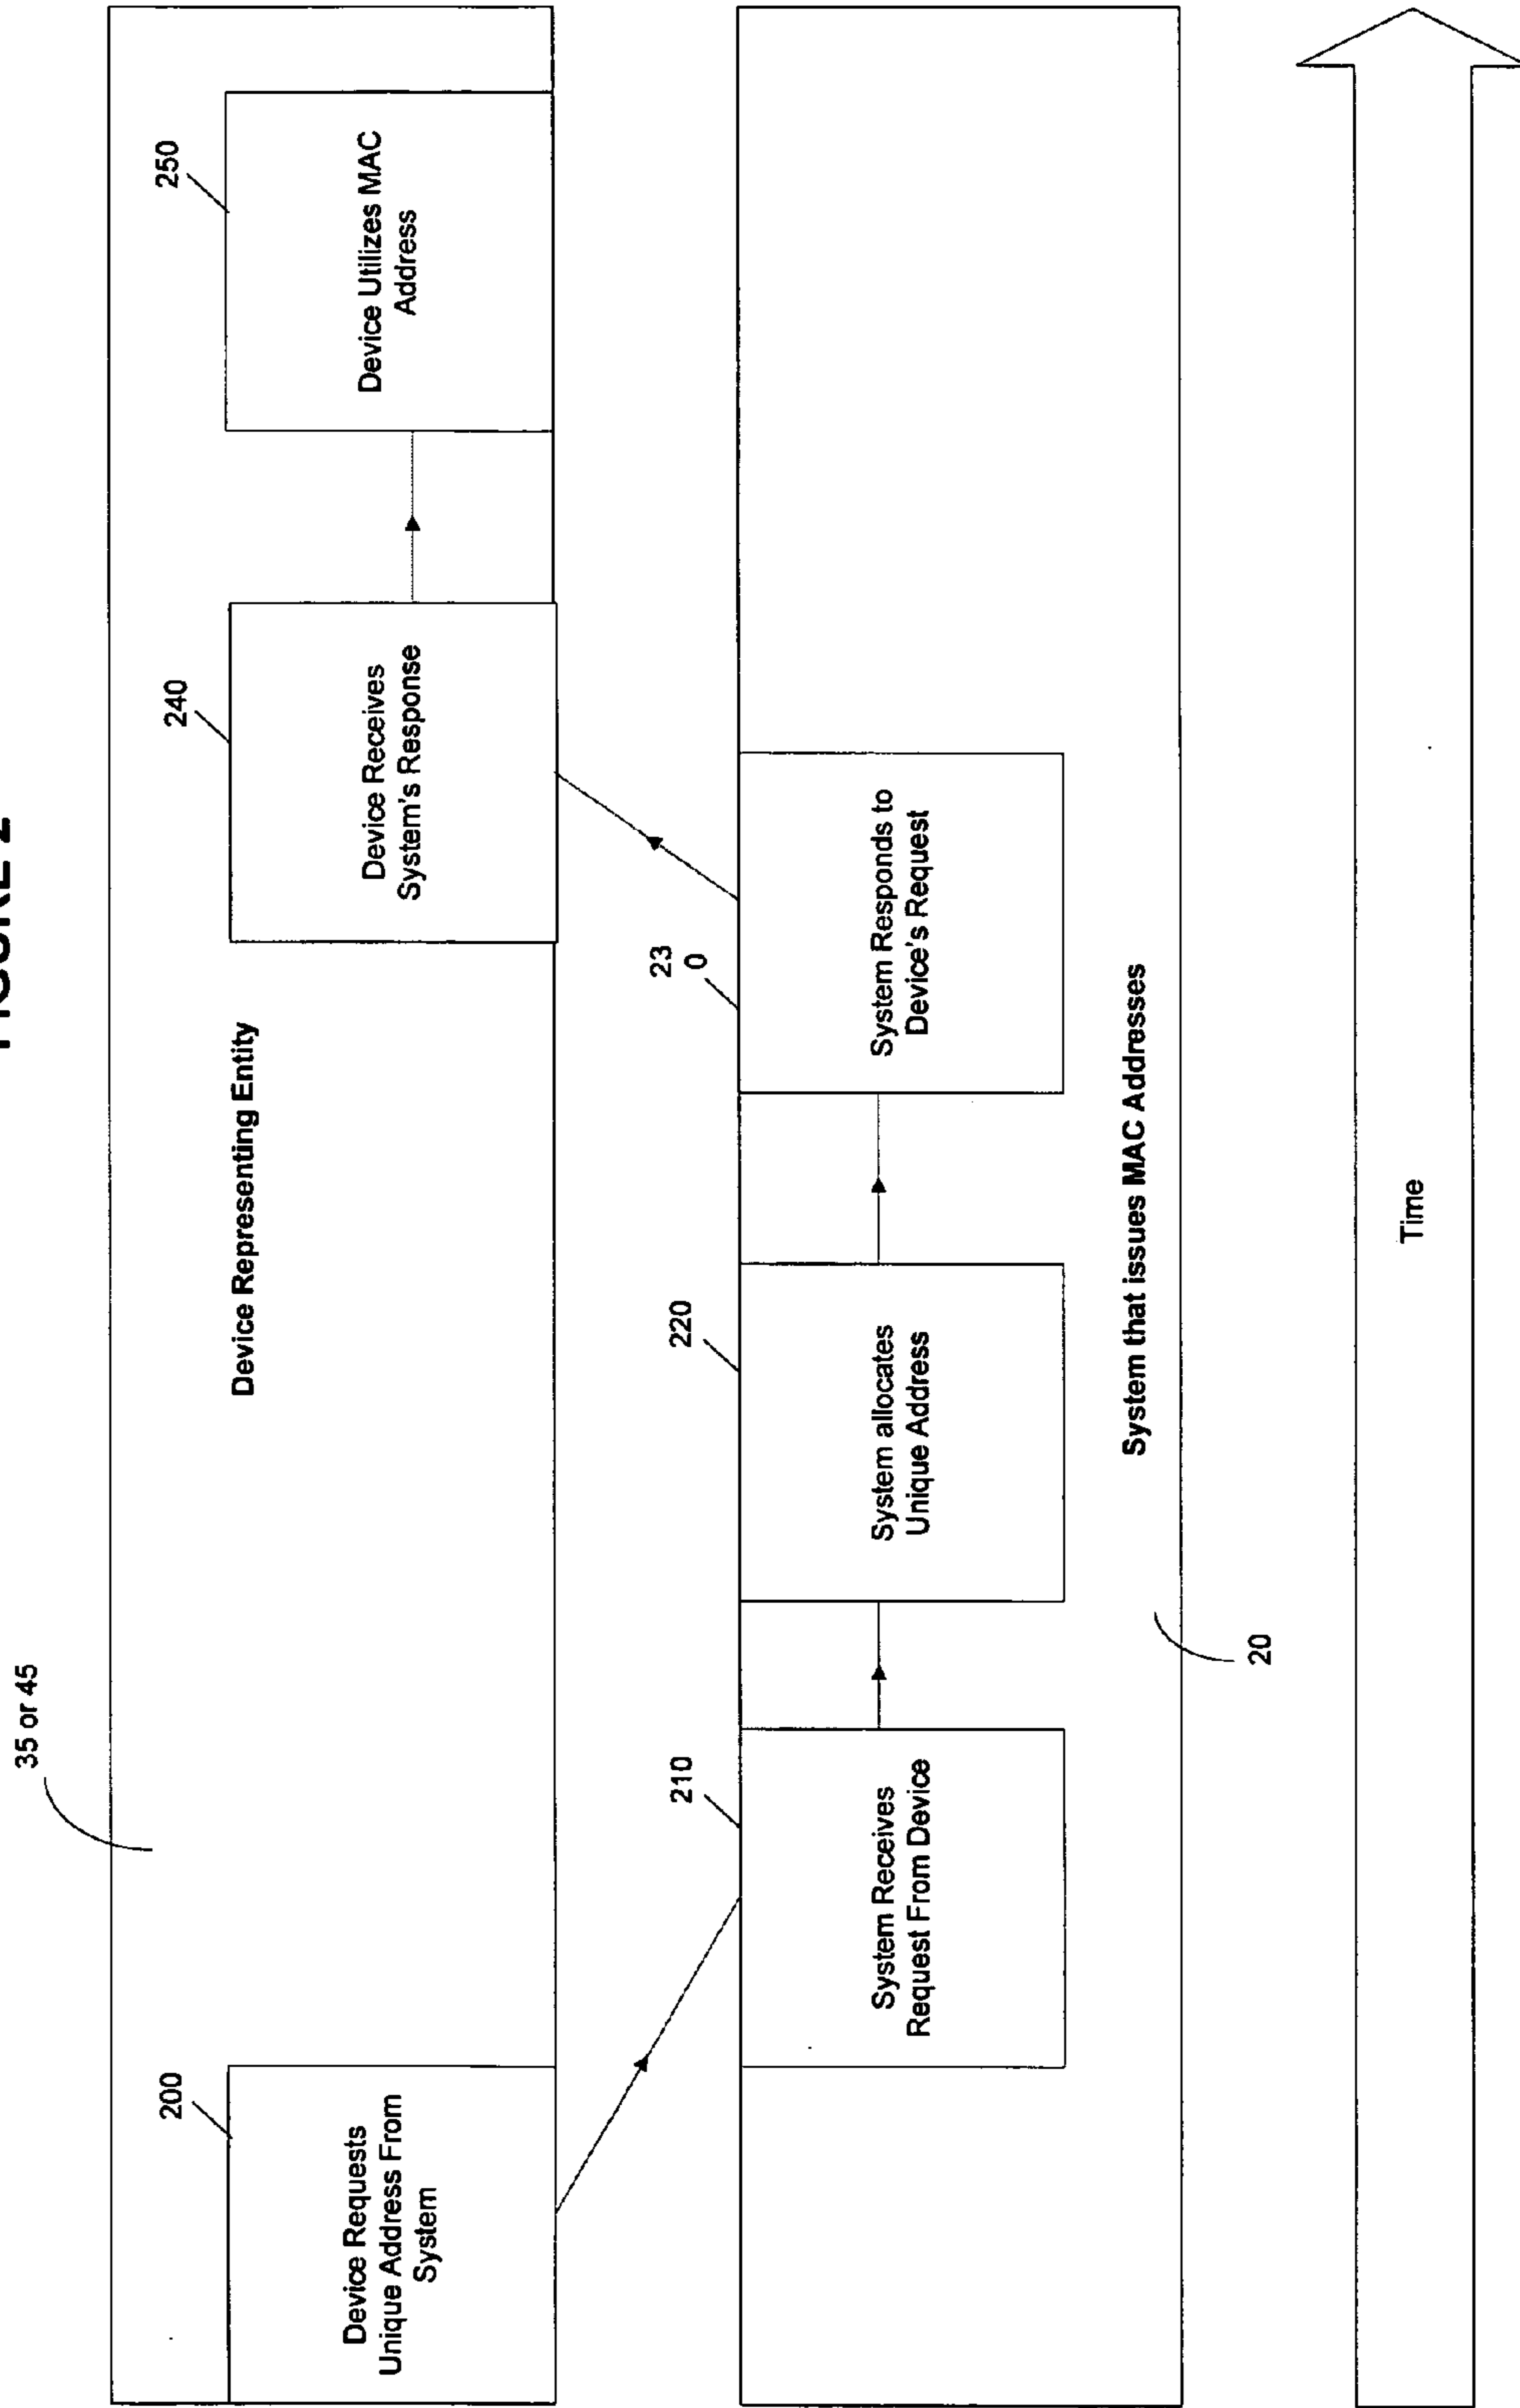 FIGURE 2
35 or 45
200
240
250
Device Representing Entity
Device Requests
Unique Address From
System
Device Receives
System's Response
Device Utilizes MAC
Address
210
220
23
0
System Receives
Request From Device
System allocates
Unique Address
System Responds to
Device's Request
System that issues MAC Addresses
20
Time